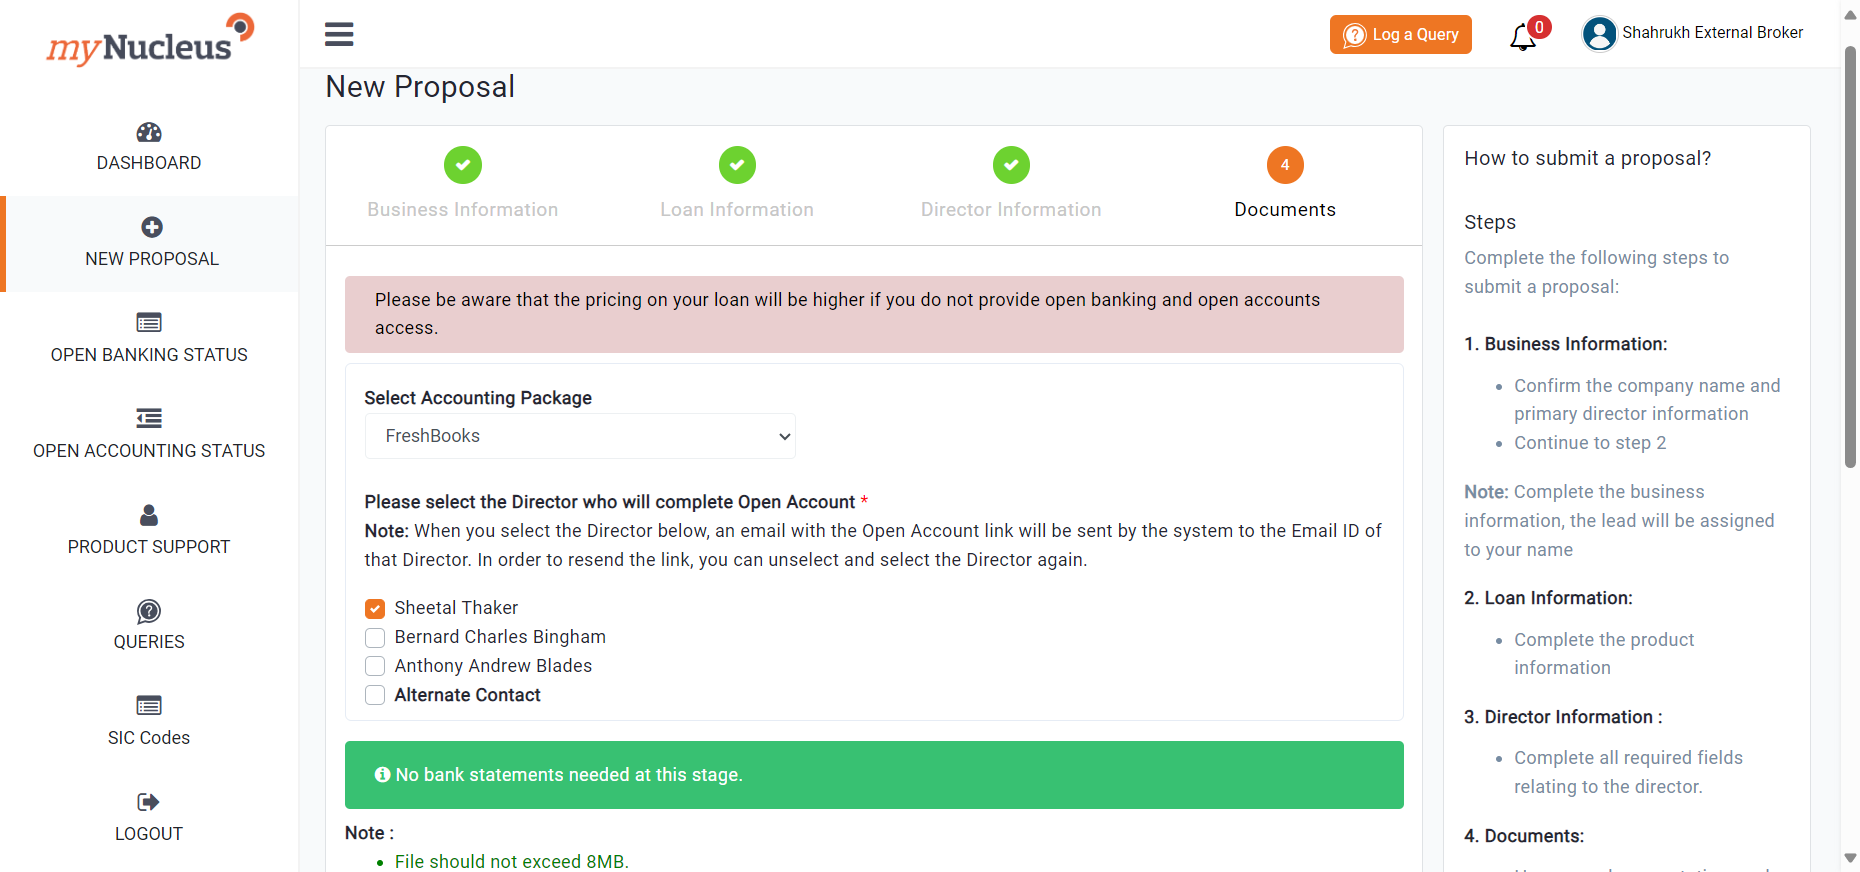 myNucleus
DASHBOARD
NEW PROPOSAL
OPEN BANKING STATUS
OPEN ACCOUNTING STATUS
PRODUCT SUPPORT
QUERIES
SIC Codes
LOGOUT
Log a Query
0
Shahrukh External Broker
New Proposal
4
Business Information
Loan Information
Director Information
Documents
Please be aware that the pricing on your loan will be higher if you do not provide open banking and open accounts
access.
Select Accounting Package
FreshBooks
Please select the Director who will complete Open Account *
Note: When you select the Director below, an email with the Open Account link will be sent by the system to the Email ID of
that Director. In order to resend the link, you can unselect and select the Director again.
Sheetal Thaker
Bernard Charles Bingham
Anthony Andrew Blades
Alternate Contact
No bank statements needed at this stage.
Note :
• File should not exceed 8MB.
How to submit a proposal?
Steps
Complete the following steps to
submit a proposal:
1. Business Information:
• Confirm the company name and
primary director information
• Continue to step 2
Note: Complete the business
information, the lead will be assigned
to your name
2. Loan Information:
• Complete the product
information
3. Director Information :
• Complete all required fields
relating to the director.
4. Documents: